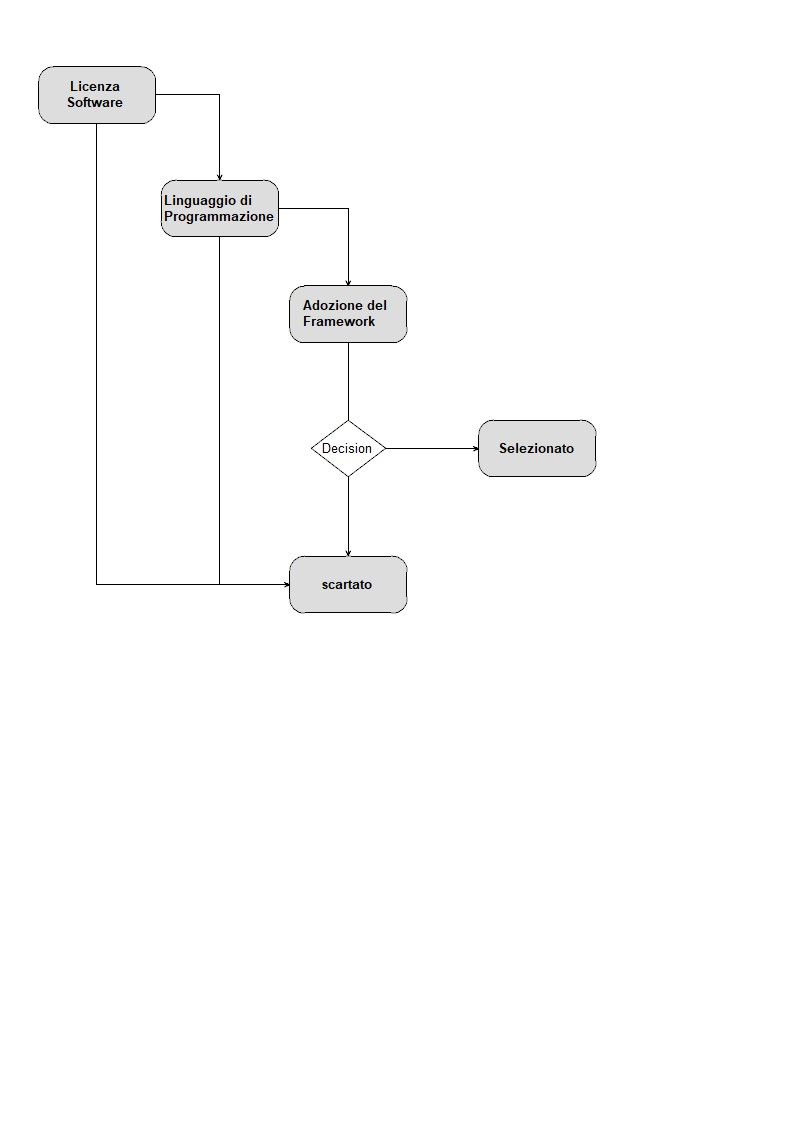 Licenza
Software
Linguaggio di
Programmazione
Adozione del
Framework
Decision
Selezionato
scartato